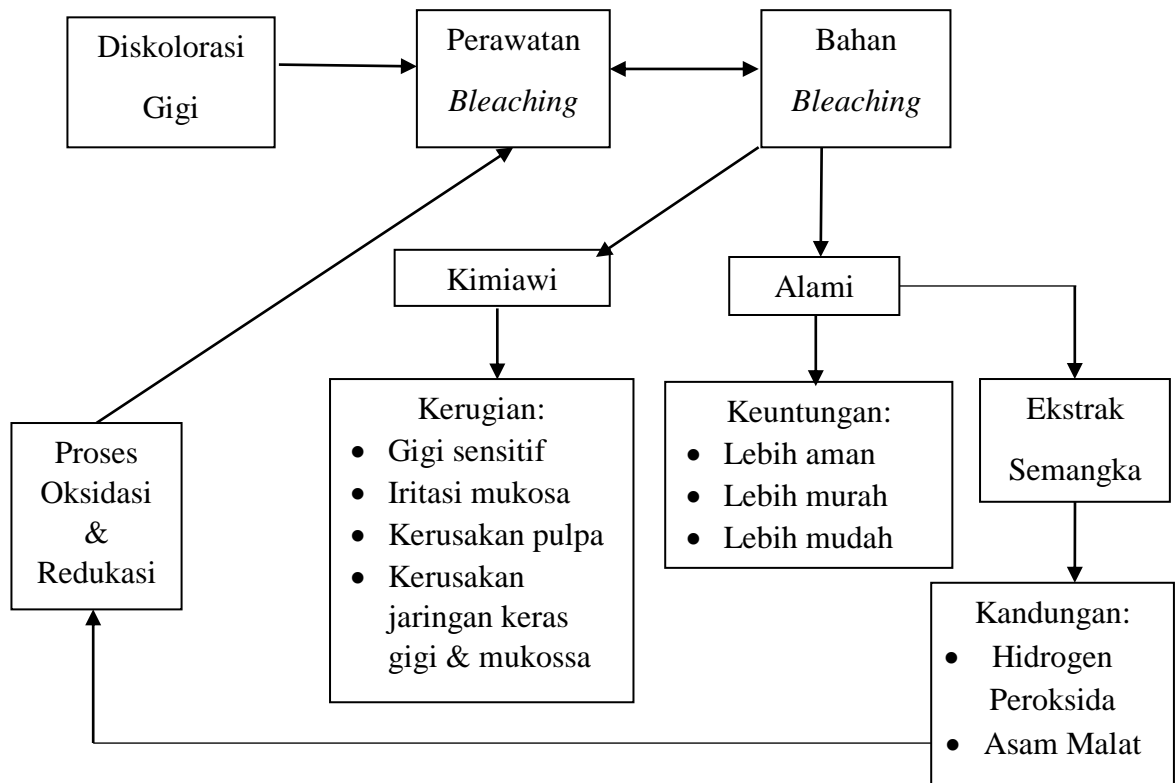 Diskolorasi
Gigi
Perawatan
Bleaching
Bahan
Bleaching
Kimiawi
Alami
Kerugian:
• Gigi sensitif
• Iritasi mukosa
• Kerusakan pulpa
• Kerusakan
jaringan keras
gigi & mukossa
Keuntungan:
• Lebih aman
• Lebih murah
• Lebih mudah
Ekstrak
Semangka
Proses
Oksidasi
&
Redukasi
Kandungan:
• Hidrogen
Peroksida
• Asam Malat